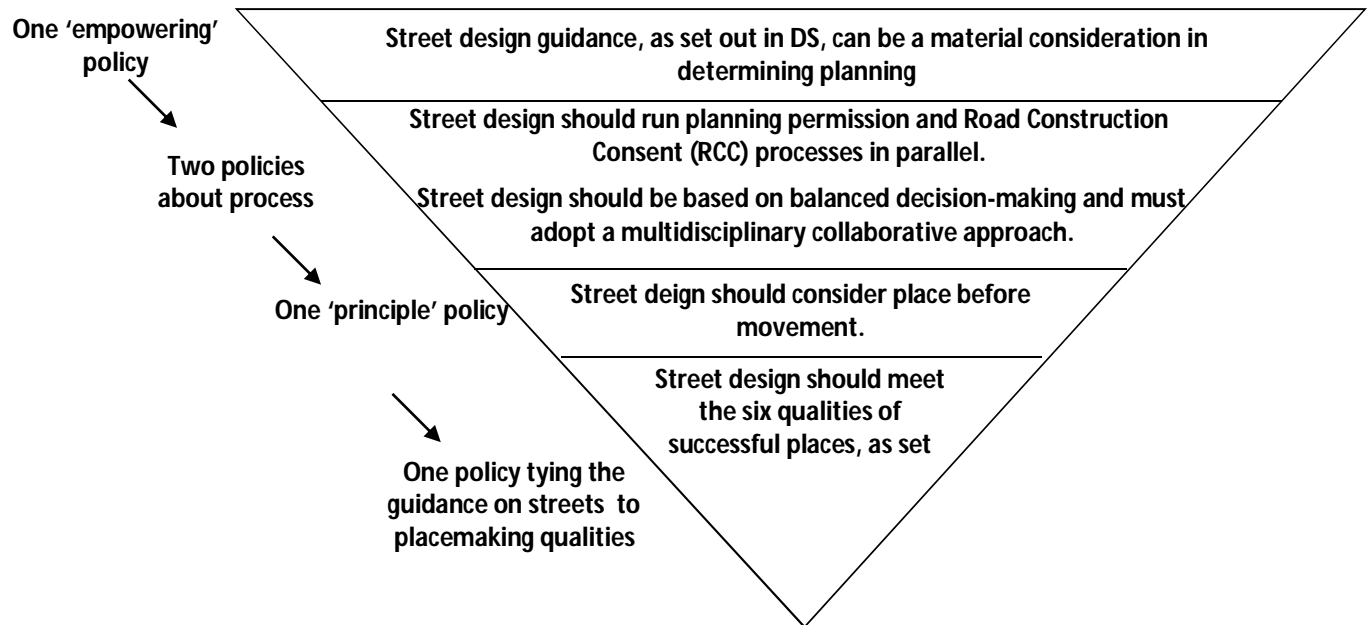 One ‘empowering’
policy
Street design guidance, as set out in DS, can be a material consideration in
determining planning
Two policies
about process
Street design should run planning permission and Road Construction
Consent (RCC) processes in parallel.
Street design should be based on balanced decision-making and must
adopt a multidisciplinary collaborative approach.
One ‘principle’ policy
Street deign should consider place before
movement.
One policy tying the
guidance on streets to
placemaking qualities
Street design should meet
the six qualities of
successful places, as set